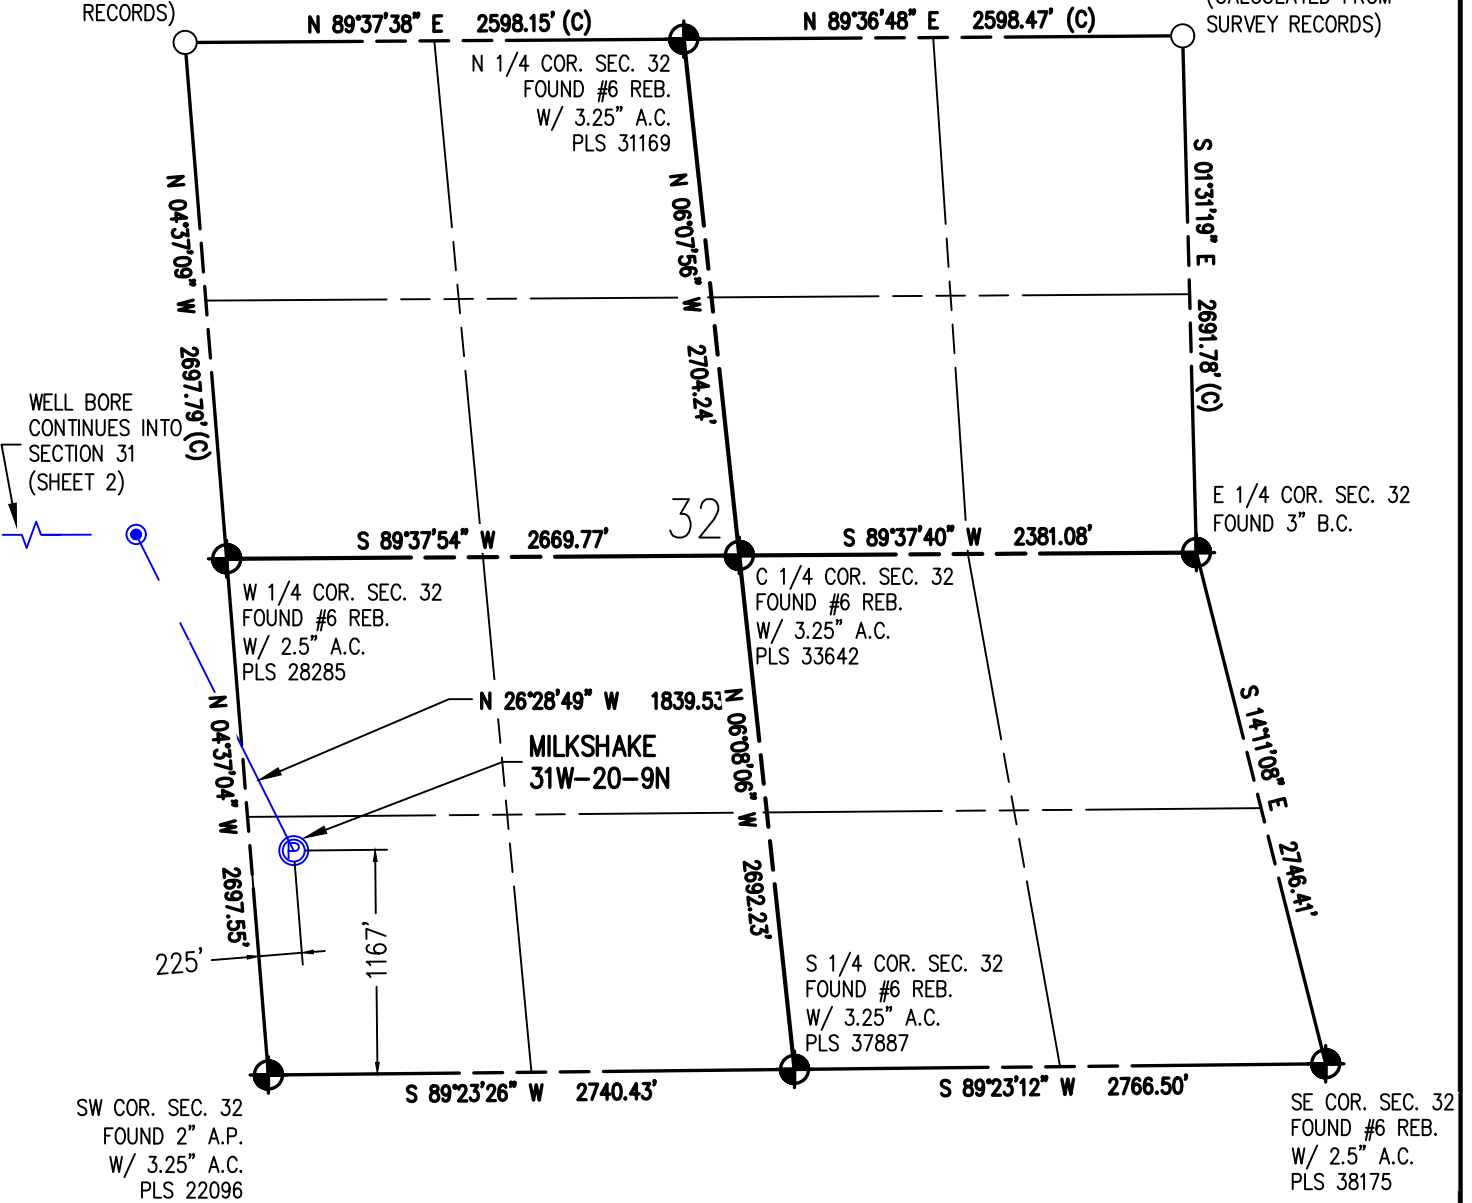 RECORDS)
(CALCULATED FROM
SURVEY RECORDS)
N 89°37'38" E 2598.15' (C)
N 89°36'48" E 2598.47' (C)
N 1/4 COR. SEC. 32
FOUND #6 REB.
W/ 3.25" A.C.
PLS 31169
N 04°37'09" W 2697.79' (C)
N 06°07'56" W 2704.24'
S 01°31'19" E 2691.78' (C)
WELL BORE
CONTINUES INTO
SECTION 31
(SHEET 2)
32
E 1/4 COR. SEC. 32
FOUND 3" B.C.
S 89°37'54" W 2669.77'
S 89°37'40" W 2381.08'
W 1/4 COR. SEC. 32
FOUND #6 REB.
W/ 2.5" A.C.
PLS 28285
C 1/4 COR. SEC. 32
FOUND #6 REB.
W/ 3.25" A.C.
PLS 33642
N 26°28'49" W 1839.53
MILKSHAKE
31W-20-9N
P
N 04°37'04" W 2697.55'
N 06°08'06" W 2692.23'
S 14°11'08" E 2746.41'
225'
1167'
S 1/4 COR. SEC. 32
FOUND #6 REB.
W/ 3.25" A.C.
PLS 37887
S 89°23'26" W 2740.43'
S 89°23'12" W 2766.50'
SW COR. SEC. 32
FOUND 2" A.P.
W/ 3.25" A.C.
PLS 22096
SE COR. SEC. 32
FOUND #6 REB.
W/ 2.5" A.C.
PLS 38175